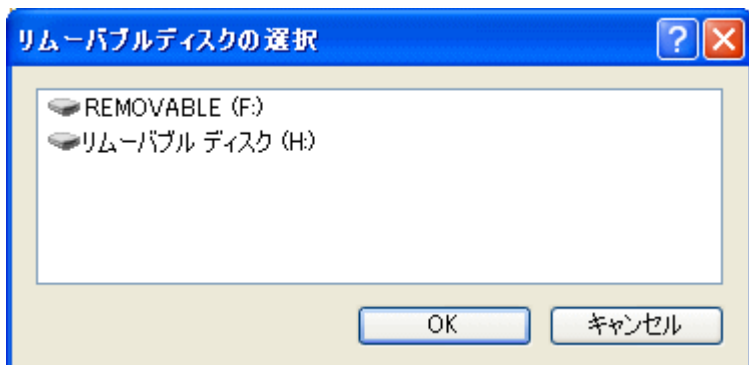 リムーバブルディスクの選択
?
REMOVABLE (F:)
リムーバブル ディスク (H:)
OK
キャンセル